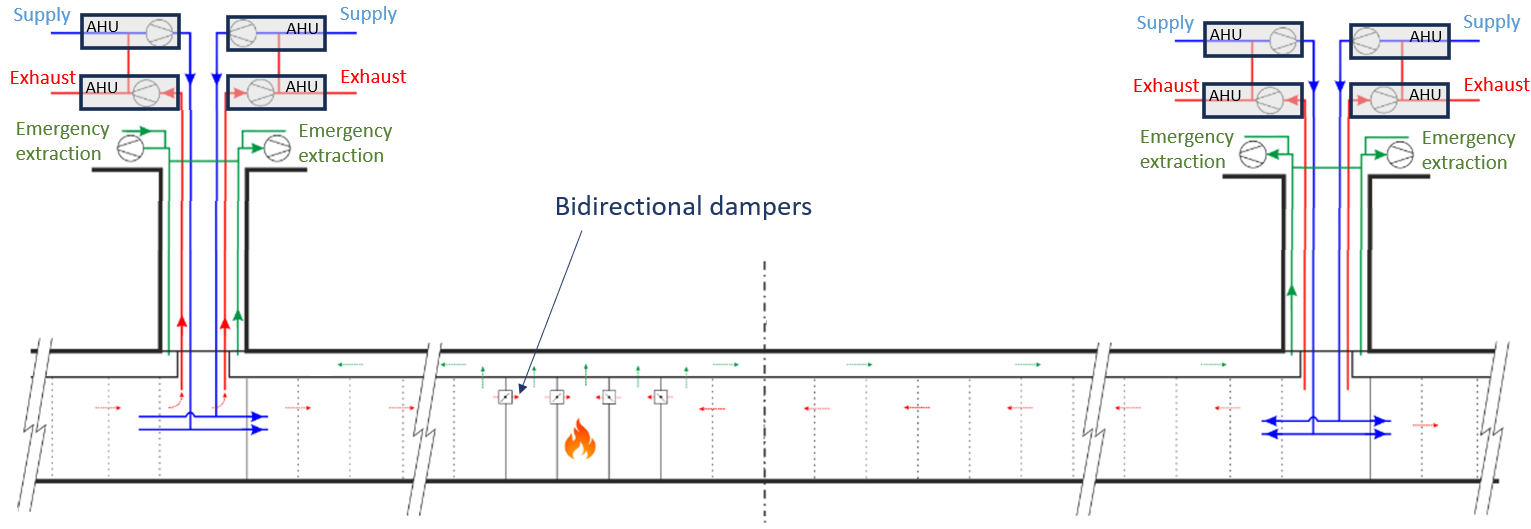 Supply
AHU
AHU
Supply
Exhaust
AHU
AHU
Exhaust
Emergency
extraction
Emergency
extraction
Supply
AHU
AHU
Supply
Exhaust
AHU
AHU
Exhaust
Emergency
extraction
Emergency
extraction
Bidirectional dampers